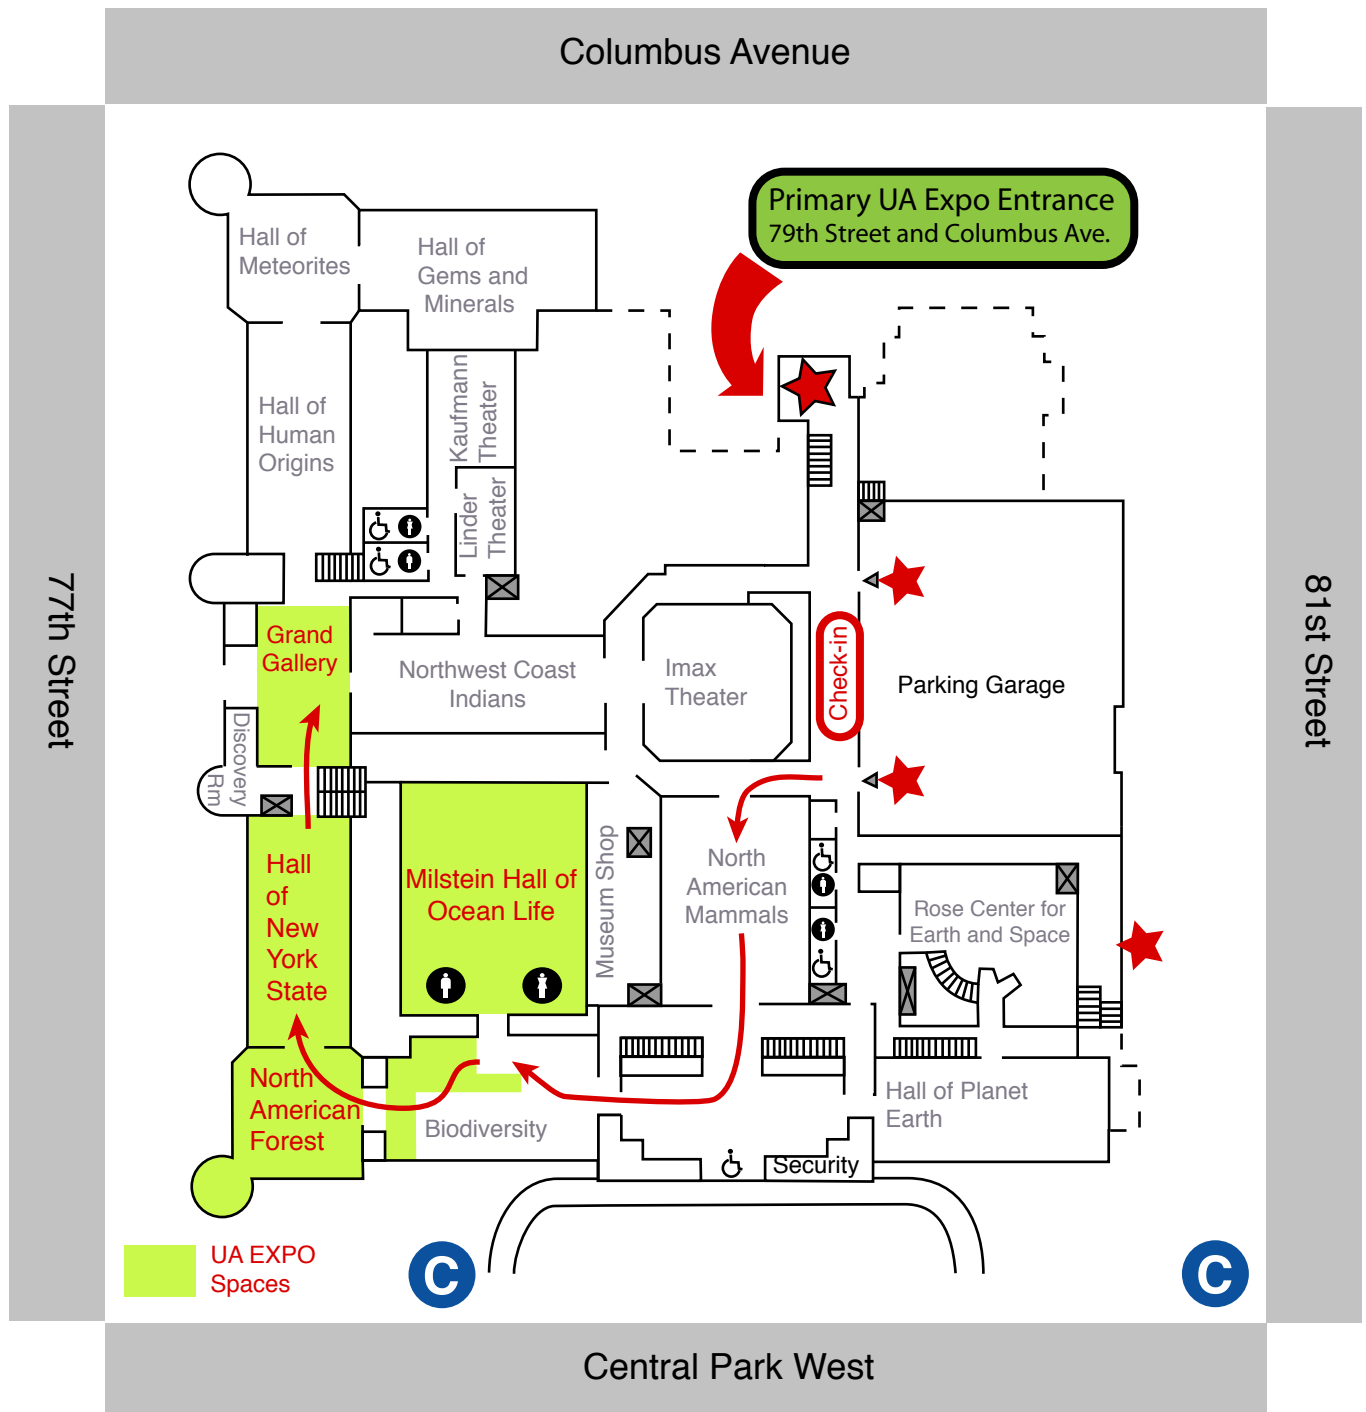 Columbus Avenue
Primary UA Expo Entrance
79th Street and Columbus Ave.
Hall of
Meteorites
Hall of
Gems and
Minerals
Kaufmann
Theater
Hall of
Human
Origins
Linder
Theater
77th Street
81st Street
Grand
Gallery
Northwest Coast
Indians
Imax
Theater
Check-in
Parking Garage
Discovery
Rm
Hall
of
New
York
State
Milstein Hall of
Ocean Life
Museum Shop
North
American
Mammals
Rose Center for
Earth and Space
North
American
Forest
Biodiversity
Hall of Planet
Earth
Security
UA EXPO
Spaces
C
C
Central Park West